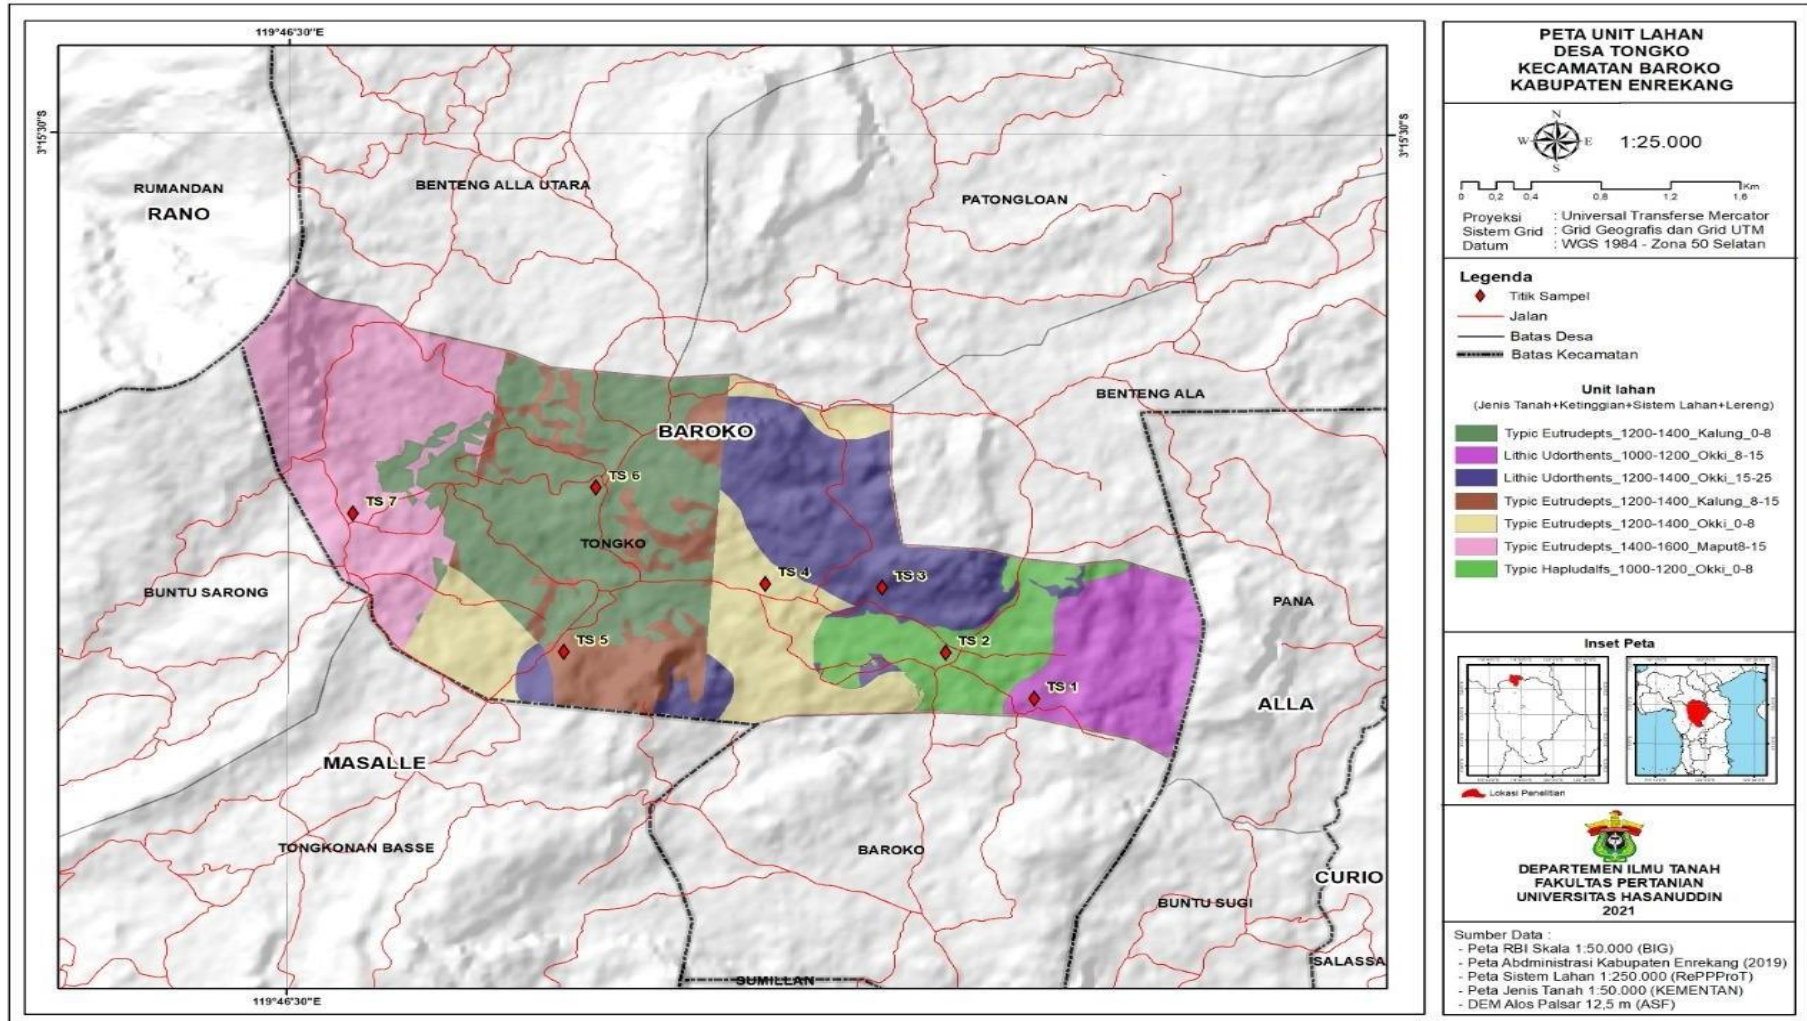 119°46'30"E
3°15'30"S
3°15'30"S
RUMANDAN
RANO
BENTENG ALLA UTARA
PATONGLOAN
BENTENG ALA
BAROKO
TS 6
TS 7
TONGKO
TS 4
TS 3
BUNTU SARONG
PANA
TS 5
TS 2
TS 1
ALLA
MASALLE
TONGKONAN BASSE
BAROKO
CURIO
BUNTU SUGI
SALASSA
SUMILLAN
119°46'30"E
PETA UNIT LAHAN
DESA TONGKO
KECAMATAN BAROKO
KABUPATEN ENREKANG
N
W E
S
1:25.000
0 0,2 0,4 0,8 1,2 1,6
Km
Proyeksi : Universal Transferse Mercator
Sistem Grid : Grid Geografis dan Grid UTM
Datum : WGS 1984 - Zona 50 Selatan
Legenda
Titik Sampel
Jalan
Batas Desa
Batas Kecamatan
Unit lahan
(Jenis Tanah+Ketinggian+Sistem Lahan+Lereng)
Typic Eutrudepts_1200-1400_Kalung_0-8
Lithic Udorthents_1000-1200_Okki_8-15
Lithic Udorthents_1200-1400_Okki_15-25
Typic Eutrudepts_1200-1400_Kalung_8-15
Typic Eutrudepts_1200-1400_Okki_0-8
Typic Eutrudepts_1400-1600_Maput8-15
Typic Hapludalfs_1000-1200_Okki_0-8
Inset Peta
Lokasi Penelitian
DEPARTEMEN ILMU TANAH
FAKULTAS PERTANIAN
UNIVERSITAS HASANUDDIN
2021
Sumber Data :
- Peta RBI Skala 1:50.000 (BIG)
- Peta Abdministrasi Kabupaten Enrekang (2019)
- Peta Sistem Lahan 1:250.000 (RePPProT)
- Peta Jenis Tanah 1:50.000 (KEMENTAN)
- DEM Alos Palsar 12,5 m (ASF)